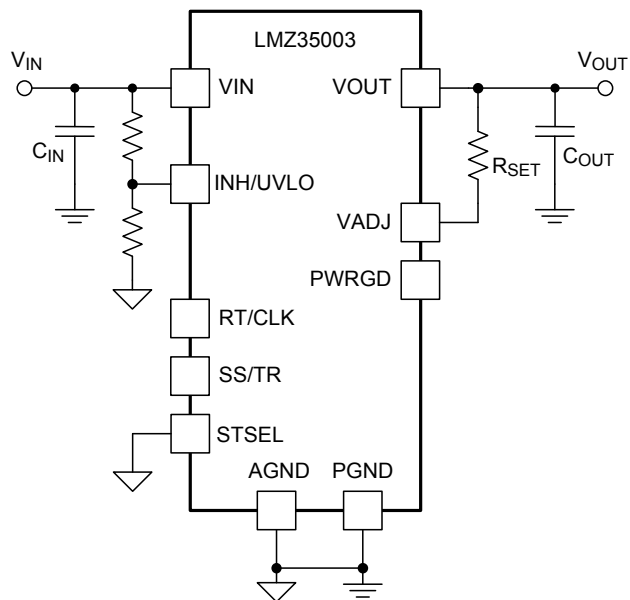 LMZ35003
VIN
VIN
VOUT
VOUT
CIN
INH/UVLO
RSET
COUT
VADJ
PWRGD
RT/CLK
SS/TR
STSEL
AGND
PGND